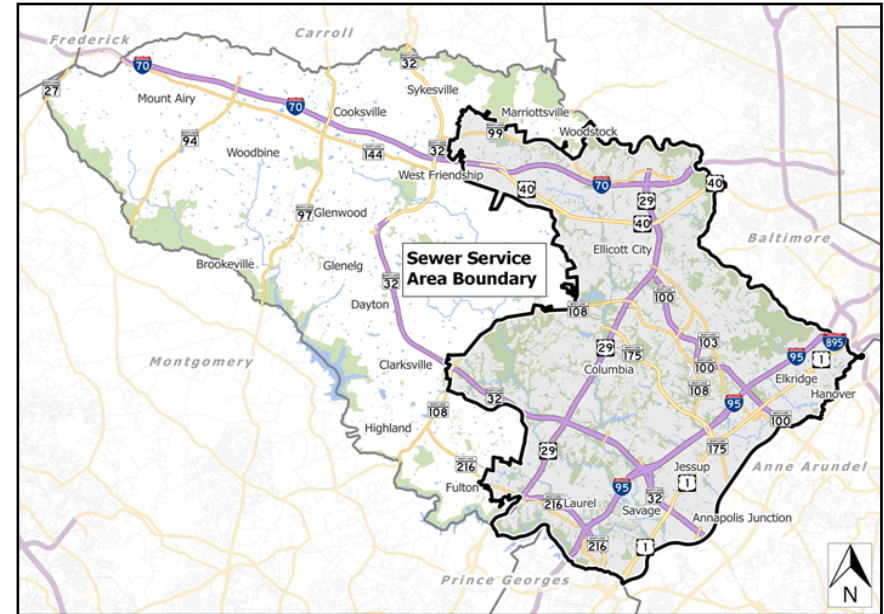 Frederick
Carroll
70
32
27
Sykesville
Mount Airy
70
Marriottsville
Cooksville
99
Woodstock
94
Woodbine
144
32
West Friendship
40
70
40
29
97
Glenwood
40
Ellicott City
Baltimore
Sewer Service
Area Boundary
Brookeville
Glenelg
32
Dayton
100
108
29
175
103
895
95
1
Montgomery
Clarksville
Columbia
100
Elkridge
32
108
95
Hanover
108
100
Highland
29
175
216
Jessup
Anne Arundel
Fulton
95
1
32
216
Laurel
Savage
Annapolis Junction
216
1
Prince Georges
N